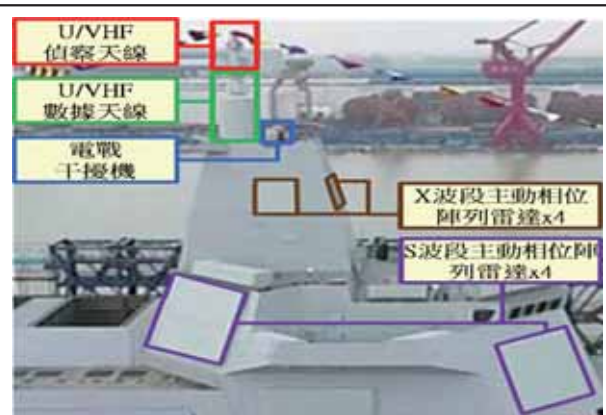 U/VHF
偵察天線
U/VHF
數據天線
電戰
干擾機
X波段主動相位
陣列雷達x4
S波段主動相位陣
列雷達x4